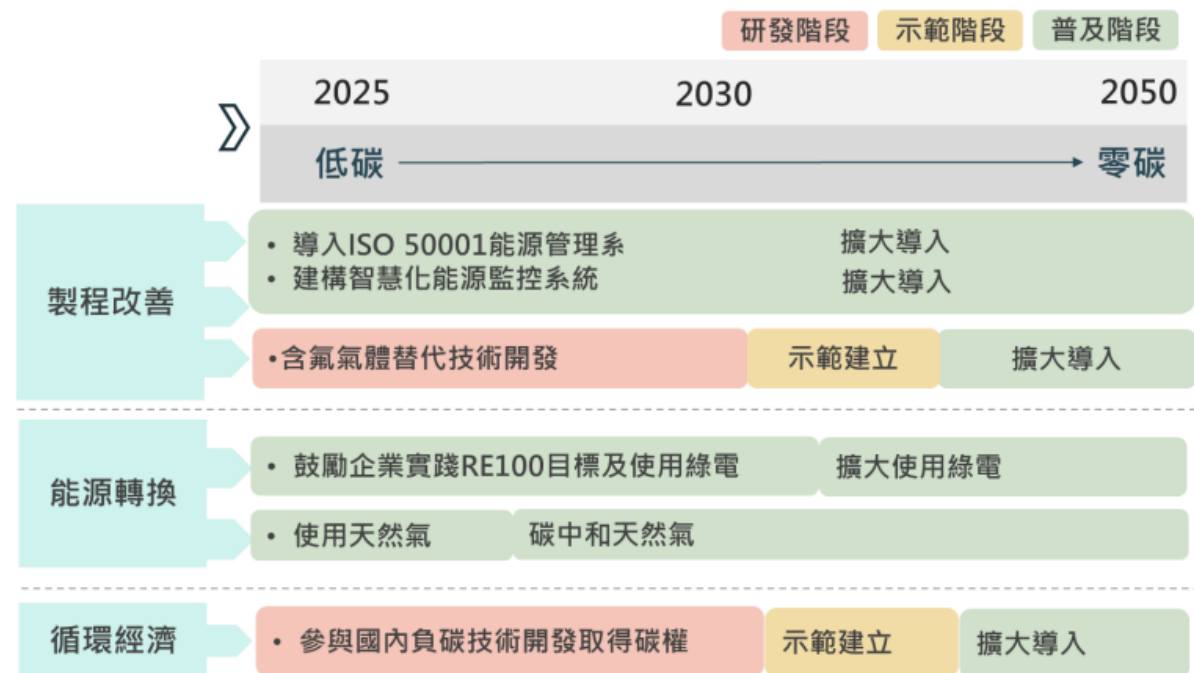 研發階段 示範階段 普及階段
2025 2030 2050
低碳 零碳
製程改善
• 導入ISO 50001能源管理系 擴大導入
• 建構智慧化能源監控系統 擴大導入
•含氟氣體替代技術開發 示範建立 擴大導入
能源轉換
• 鼓勵企業實踐RE100目標及使用綠電 擴大使用綠電
• 使用天然氣 碳中和天然氣
循環經濟
• 參與國內負碳技術開發取得碳權 示範建立 擴大導入